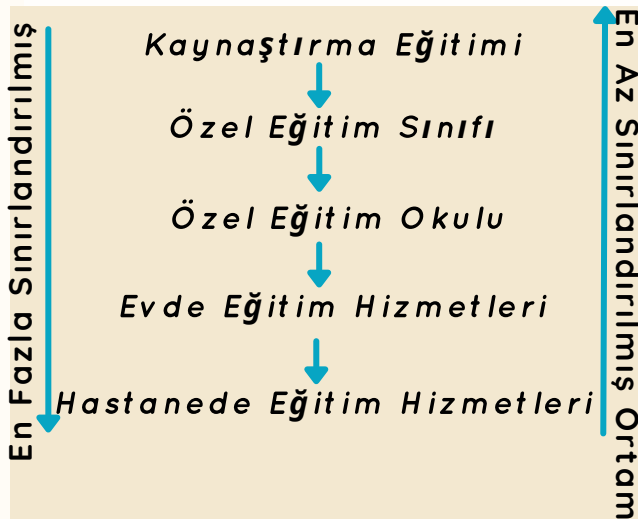 En Fazla Sınırlandırılmış
Kaynaştırma Eğitimi
Özel Eğitim Sınıfı
Özel Eğitim Okulu
Evde Eğitim Hizmetleri
Hastanede Eğitim Hizmetleri
En Az Sınırlandırılmış Ortam